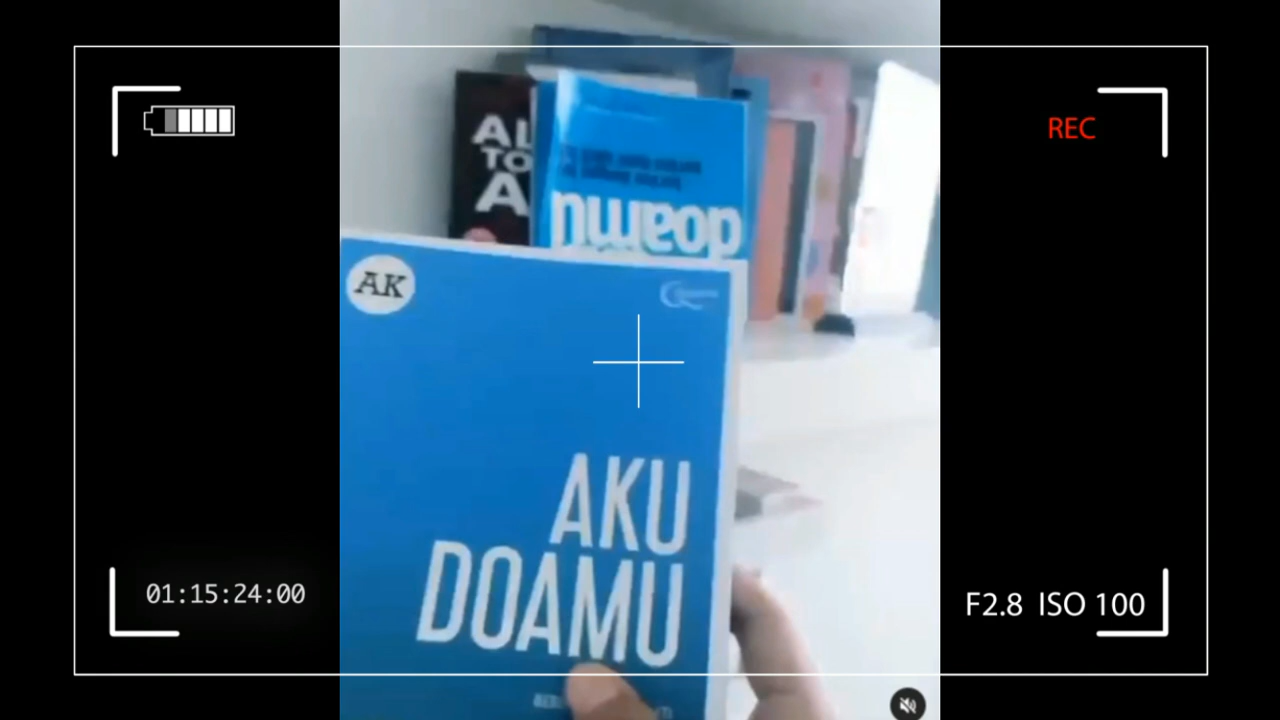 REC
AL
TO
A
doamu
AK
AKU
DOAMU
01:15:24:00
F2.8 ISO 100